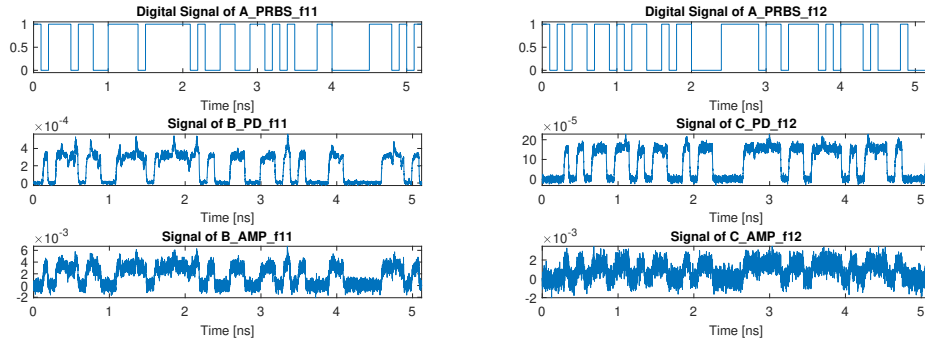 Digital Signal of A_PRBS_f11
1
0.5
0
0 1 2 3 4 5
Time [ns]
×10⁻⁴
Signal of B_PD_f11
4
2
0
0 1 2 3 4 5
Time [ns]
×10⁻³
Signal of B_AMP_f11
6
4
2
0
-2
0 1 2 3 4 5
Time [ns]
Digital Signal of A_PRBS_f12
1
0.5
0
0 1 2 3 4 5
Time [ns]
×10⁻⁵
Signal of C_PD_f12
20
10
0
0 1 2 3 4 5
Time [ns]
×10⁻³
Signal of C_AMP_f12
2
0
-2
0 1 2 3 4 5
Time [ns]